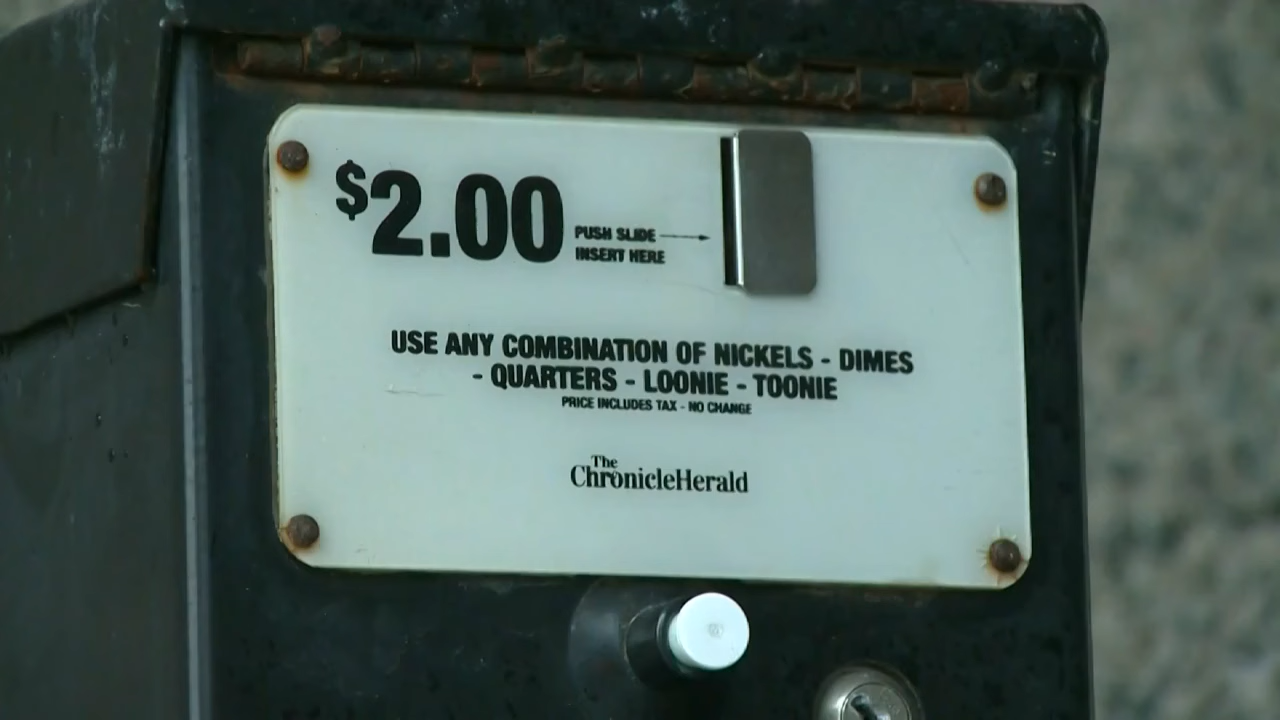 $2.00
PUSH SLIDE
INSERT HERE
USE ANY COMBINATION OF NICKELS - DIMES
- QUARTERS - LOONIE - TOONIE
PRICE INCLUDES TAX - NO CHANGE
The
ChronicleHerald